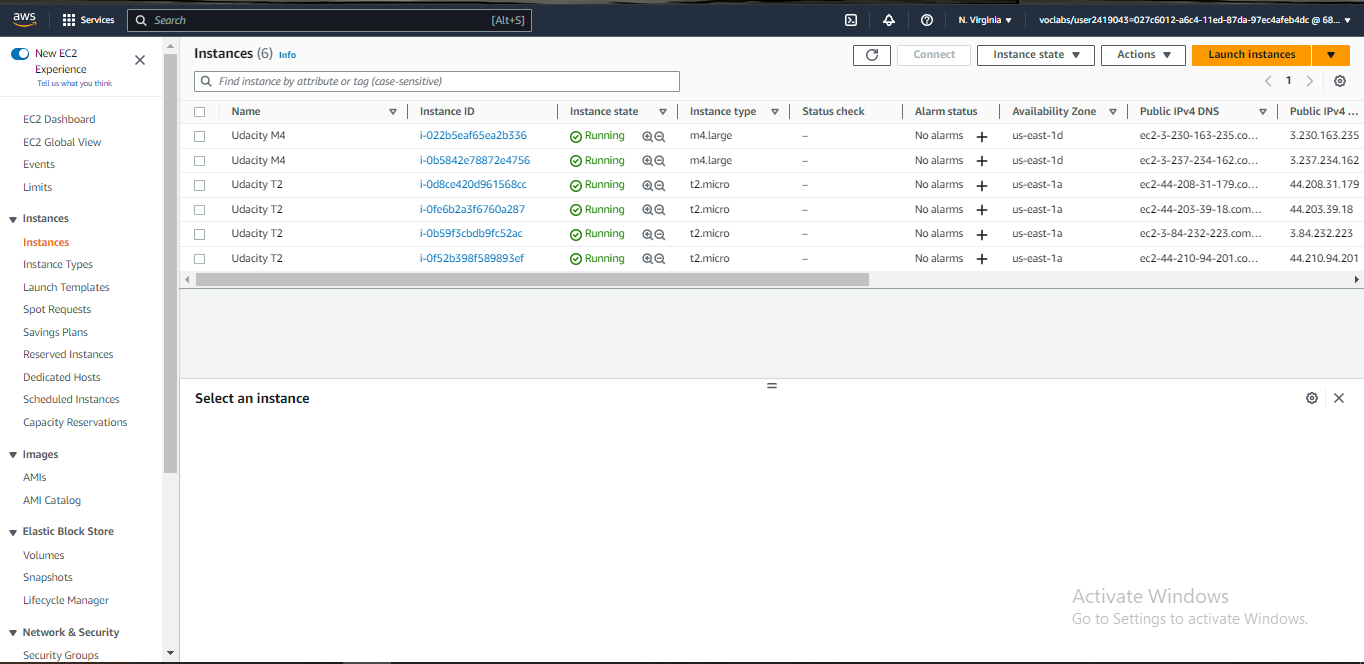 aws
Services
Search [Alt+S]
N. Virginia
voclabs/user2419043=027c6012-a6c4-11ed-87da-97ec4afeb4dc @ 68...
New EC2
Experience
Tell us what you think
EC2 Dashboard
EC2 Global View
Events
Limits
Instances
Instances
Instance Types
Launch Templates
Spot Requests
Savings Plans
Reserved Instances
Dedicated Hosts
Scheduled Instances
Capacity Reservations
Images
AMIs
AMI Catalog
Elastic Block Store
Volumes
Snapshots
Lifecycle Manager
Network & Security
Security Groups
Instances (6) Info
Connect
Instance state
Actions
Launch instances
Find instance by attribute or tag (case-sensitive)
1
Name Instance ID Instance state Instance type Status check Alarm status Availability Zone Public IPv4 DNS Public IPv4 ...
Udacity M4 i-022b5eaf65ea2b336 Running m4.large – No alarms + us-east-1d ec2-3-230-163-235.co... 3.230.163.235
Udacity M4 i-0b5842e78872e4756 Running m4.large – No alarms + us-east-1d ec2-3-237-234-162.co... 3.237.234.162
Udacity T2 i-0d8ce420d961568cc Running t2.micro – No alarms + us-east-1a ec2-44-208-31-179.co... 44.208.31.179
Udacity T2 i-0fe6b2a3f6760a287 Running t2.micro – No alarms + us-east-1a ec2-44-203-39-18.com... 44.203.39.18
Udacity T2 i-0b59f3cbdb9fc52ac Running t2.micro – No alarms + us-east-1a ec2-3-84-232-223.com... 3.84.232.223
Udacity T2 i-0f52b398f589893ef Running t2.micro – No alarms + us-east-1a ec2-44-210-94-201.co... 44.210.94.201
Select an instance
Activate Windows
Go to Settings to activate Windows.